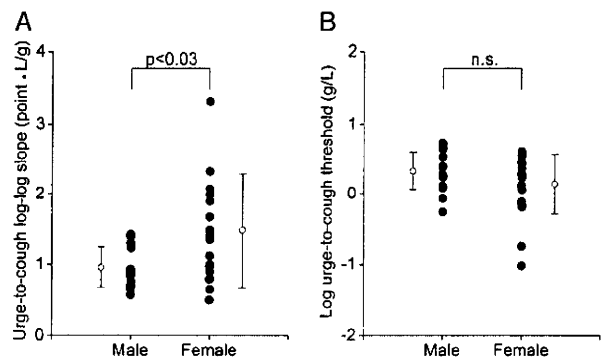 A
Urge-to-cough log-log slope (point . L/g)
4
3
2
1
0
p<0.03
Male
Female
B
Log urge-to-cough threshold (g/L)
2
1
0
-1
-2
n.s.
Male
Female